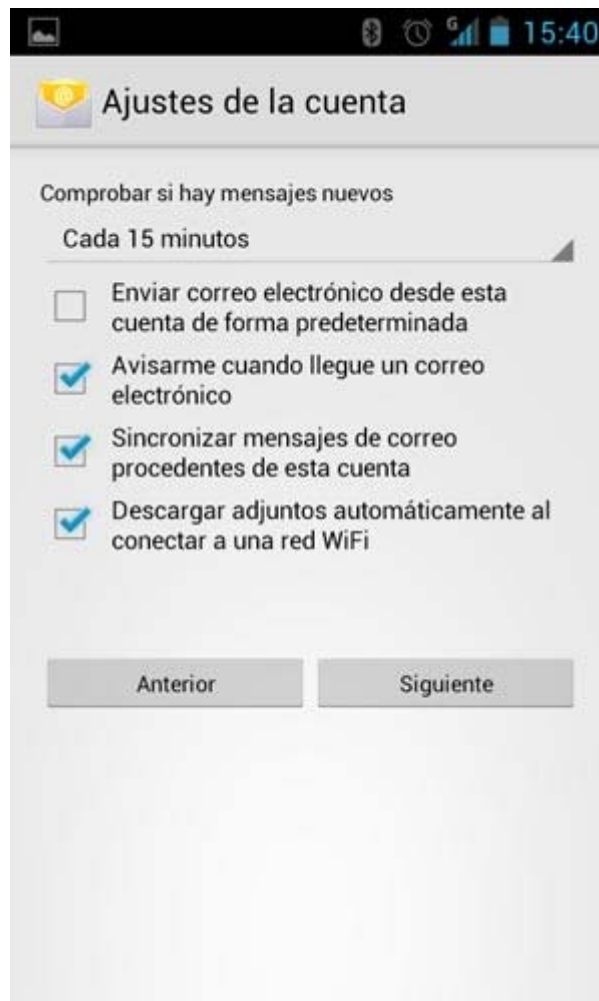 G 15:40
Ajustes de la cuenta
Comprobar si hay mensajes nuevos
Cada 15 minutos
Enviar correo electrónico desde esta
cuenta de forma predeterminada
Avisarme cuando llegue un correo
electrónico
Sincronizar mensajes de correo
procedentes de esta cuenta
Descargar adjuntos automáticamente al
conectar a una red WiFi
Anterior Siguiente